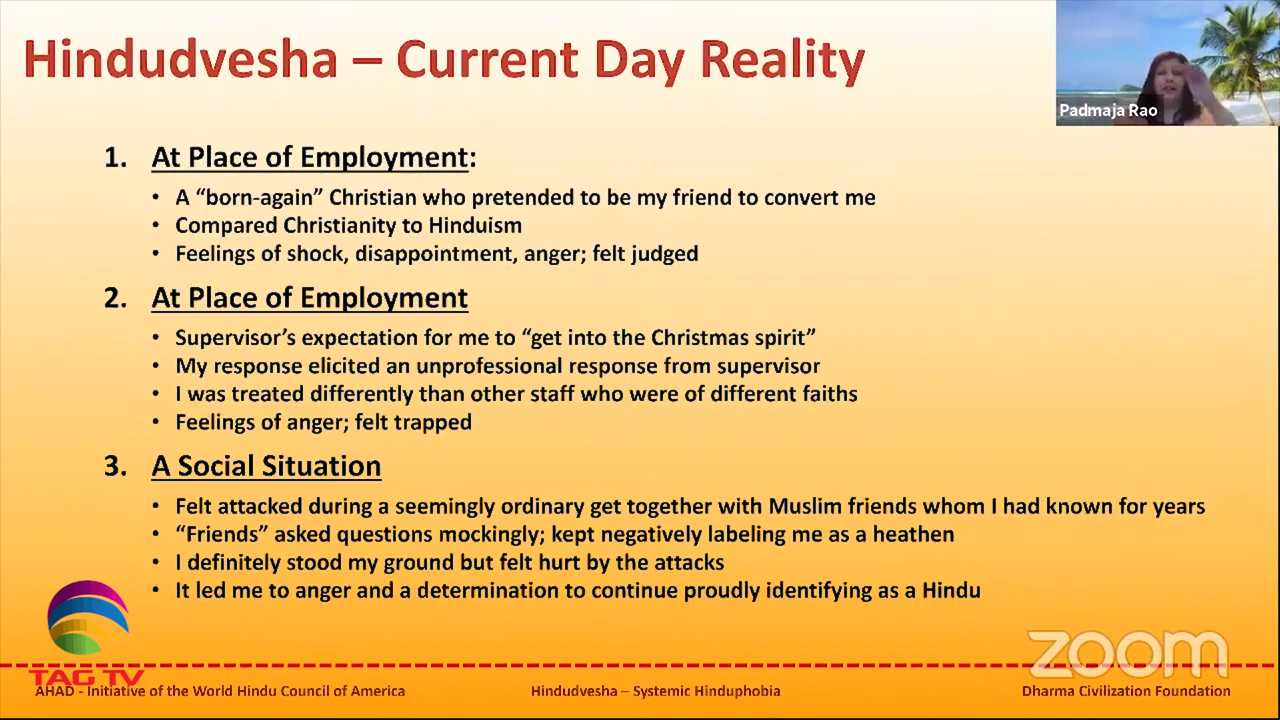 Hindudvesha – Current Day Reality
Padmaja Rao
1. At Place of Employment:
• A “born-again” Christian who pretended to be my friend to convert me
• Compared Christianity to Hinduism
• Feelings of shock, disappointment, anger; felt judged
2. At Place of Employment
• Supervisor’s expectation for me to “get into the Christmas spirit”
• My response elicited an unprofessional response from supervisor
• I was treated differently than other staff who were of different faiths
• Feelings of anger; felt trapped
3. A Social Situation
• Felt attacked during a seemingly ordinary get together with Muslim friends whom I had known for years
• “Friends” asked questions mockingly; kept negatively labeling me as a heathen
• I definitely stood my ground but felt hurt by the attacks
• It led me to anger and a determination to continue proudly identifying as a Hindu
zoom
TAG TV
AHAD - Initiative of the World Hindu Council of America
Hindudvesha – Systemic Hinduphobia
Dharma Civilization Foundation